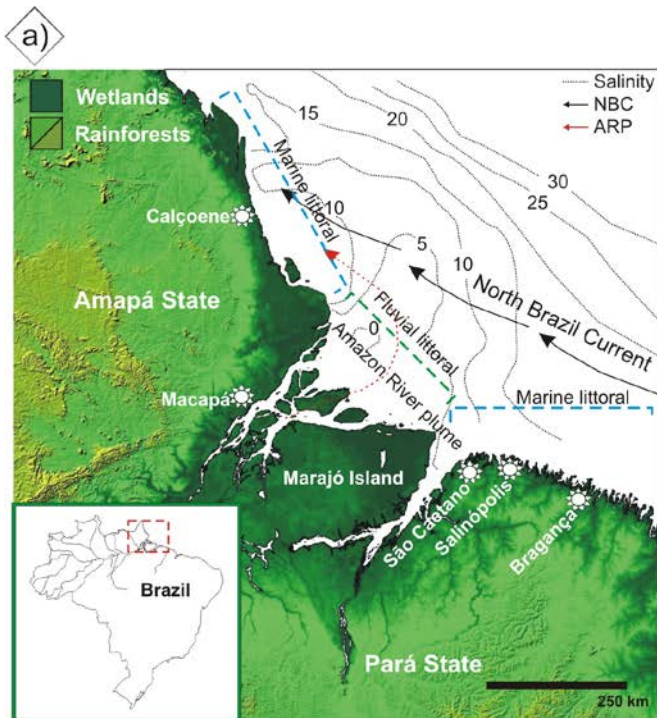 a)
Wetlands
Rainforests
Salinity
NBC
ARP
15
20
30
25
Marine littoral
10
Calçoene
5
10
North Brazil Current
Amapá State
Fluvial littoral
0
Amazon River plume
Macapá
Marine littoral
Marajó Island
São Caetano
Salinópolis
Bragança
Brazil
Pará State
250 km